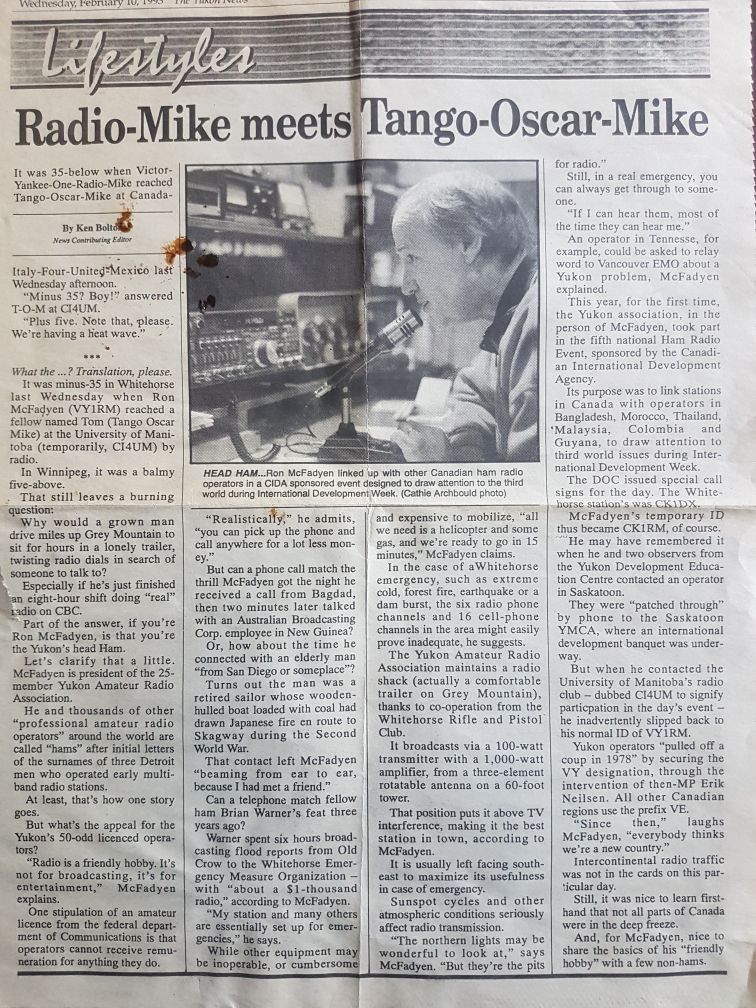 Wednesday, February 10, 1993 The Yukon News
Lifestyles
Radio-Mike meets Tango-Oscar-Mike
It was 35-below when Victor-
Yankee-One-Radio-Mike reached
Tango-Oscar-Mike at Canada-
By Ken Bolton
News Contributing Editor
Italy-Four-United-Mexico last
Wednesday afternoon.
"Minus 35? Boy!" answered
T-O-M at CI4UM.
"Plus five. Note that, please.
We're having a heat wave."
***
What the ...? Translation, please.
It was minus-35 in Whitehorse
last Wednesday when Ron
McFadyen (VY1RM) reached a
fellow named Tom (Tango Oscar
Mike) at the University of Mani-
toba (temporarily, CI4UM) by
radio.
In Winnipeg, it was a balmy
five-above.
That still leaves a burning
question:
Why would a grown man
drive miles up Grey Mountain to
sit for hours in a lonely trailer,
twisting radio dials in search of
someone to talk to?
Especially if he's just finished
an eight-hour shift doing "real"
radio on CBC.
Part of the answer, if you're
Ron McFadyen, is that you're
the Yukon's head Ham.
Let's clarify that a little.
McFadyen is president of the 25-
member Yukon Amateur Radio
Association.
He and thousands of other
"professional amateur radio
operators" around the world are
called "hams" after initial letters
of the surnames of three Detroit
men who operated early multi-
band radio stations.
At least, that's how one story
goes.
But what's the appeal for the
Yukon's 50-odd licenced opera-
tors?
"Radio is a friendly hobby. It's
not for broadcasting, it's for
entertainment," McFadyen
explains.
One stipulation of an amateur
licence from the federal depart-
ment of Communications is that
operators cannot receive remu-
neration for anything they do.
HEAD HAM...Ron McFadyen linked up with other Canadian ham radio
operators in a CIDA sponsored event designed to draw attention to the third
world during International Development Week. (Cathie Archbould photo)
"Realistically," he admits,
"you can pick up the phone and
call anywhere for a lot less mon-
ey."
But can a phone call match the
thrill McFadyen got the night he
received a call from Bagdad,
then two minutes later talked
with an Australian Broadcasting
Corp. employee in New Guinea?
Or, how about the time he
connected with an elderly man
"from San Diego or someplace"?
Turns out the man was a
retired sailor whose wooden-
hulled boat loaded with coal had
drawn Japanese fire en route to
Skagway during the Second
World War.
That contact left McFadyen
"beaming from ear to ear,
because I had met a friend."
Can a telephone match fellow
ham Brian Warner's feat three
years ago?
Warner spent six hours broad-
casting flood reports from Old
Crow to the Whitehorse Emer-
gency Measure Organization –
with "about a $1-thousand
radio," according to McFadyen.
"My station and many others
are essentially set up for emer-
gencies," he says.
While other equipment may
be inoperable, or cumbersome
and expensive to mobilize, "all
we need is a helicopter and some
gas, and we're ready to go in 15
minutes," McFadyen claims.
In the case of aWhitehorse
emergency, such as extreme
cold, forest fire, earthquake or a
dam burst, the six radio phone
channels and 16 cell-phone
channels in the area might easily
prove inadequate, he suggests.
The Yukon Amateur Radio
Association maintains a radio
shack (actually a comfortable
trailer on Grey Mountain),
thanks to co-operation from the
Whitehorse Rifle and Pistol
Club.
It broadcasts via a 100-watt
transmitter with a 1,000-watt
amplifier, from a three-element
rotatable antenna on a 60-foot
tower.
That position puts it above TV
interference, making it the best
station in town, according to
McFadyen.
It is usually left facing south-
east to maximize its usefulness
in case of emergency.
Sunspot cycles and other
atmospheric conditions seriously
affect radio transmission.
"The northern lights may be
wonderful to look at," says
McFadyen. "But they're the pits
for radio."
Still, in a real emergency, you
can always get through to some-
one.
"If I can hear them, most of
the time they can hear me."
An operator in Tennesse, for
example, could be asked to relay
word to Vancouver EMO about a
Yukon problem, McFadyen
explained.
This year, for the first time,
the Yukon association, in the
person of McFadyen, took part
in the fifth national Ham Radio
Event, sponsored by the Canadi-
an International Development
Agency.
Its purpose was to link stations
in Canada with operators in
Bangladesh, Morocco, Thailand,
Malaysia, Colombia and
Guyana, to draw attention to
third world issues during Inter-
national Development Week.
The DOC issued special call
signs for the day. The White-
horse station's was CK1DX.
McFadyen's temporary ID
thus became CK1RM, of course.
He may have remembered it
when he and two observers from
the Yukon Development Educa-
tion Centre contacted an operator
in Saskatoon.
They were "patched through"
by phone to the Saskatoon
YMCA, where an international
development banquet was under-
way.
But when he contacted the
University of Manitoba's radio
club – dubbed CI4UM to signify
particpation in the day's event –
he inadvertently slipped back to
his normal ID of VY1RM.
Yukon operators "pulled off a
coup in 1978" by securing the
VY designation, through the
intervention of then-MP Erik
Neilsen. All other Canadian
regions use the prefix VE.
"Since then," laughs
McFadyen, "everybody thinks
we're a new country."
Intercontinental radio traffic
was not in the cards on this par-
ticular day.
Still, it was nice to learn first-
hand that not all parts of Canada
were in the deep freeze.
And, for McFadyen, nice to
share the basics of his "friendly
hobby" with a few non-hams.